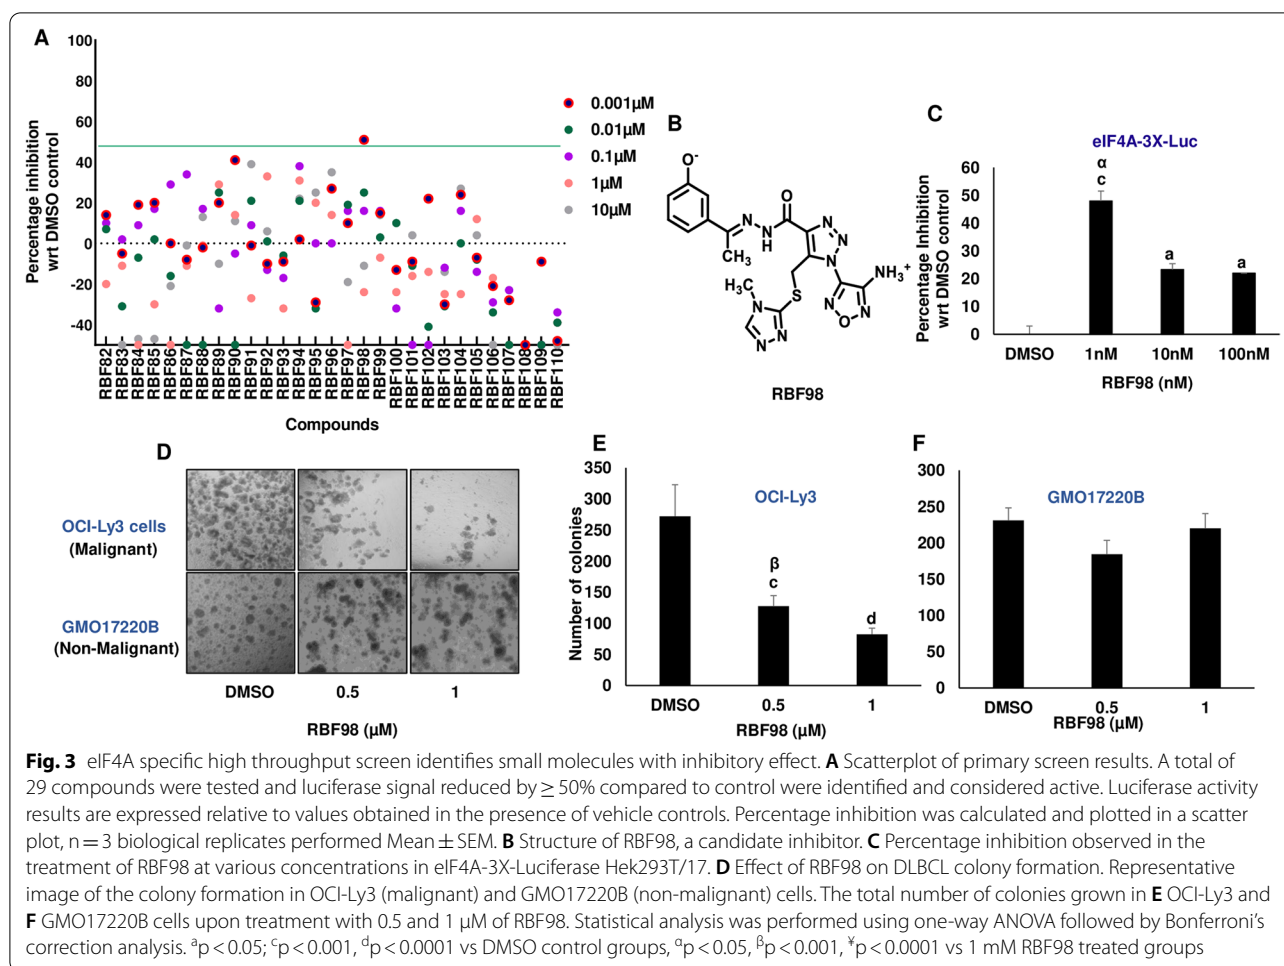 A
100
80
60
40
20
0
-20
-40
Percentage inhibition
wrt DMSO control
RBF82
RBF83
RBF84
RBF85
RBF86
RBF87
RBF88
RBF89
RBF90
RBF91
RBF92
RBF93
RBF94
RBF95
RBF96
RBF97
RBF98
RBF99
RBF100
RBF101
RBF102
RBF103
RBF104
RBF105
RBF106
RBF107
RBF108
RBF109
RBF110
Compounds
0.001µM
0.01µM
0.1µM
1µM
10µM
B
O-
N
N
H
O
CH3
N
N
N
NH3+
H3C
N
S
N
N
N
O
N
RBF98
C
eIF4A-3X-Luc
60
50
40
30
20
10
0
Percentage Inhibition
wrt DMSO control
α
c
a
a
DMSO
1nM
10nM
100nM
RBF98 (nM)
D
OCI-Ly3 cells
(Malignant)
GMO17220B
(Non-Malignant)
DMSO
0.5
1
RBF98 (µM)
E
350
300
250
200
150
100
50
0
Number of colonies
OCI-Ly3
β
c
d
DMSO
0.5
1
RBF98 (µM)
F
300
250
200
150
100
50
0
GMO17220B
DMSO
0.5
1
RBF98 (µM)
Fig. 3 eIF4A specific high throughput screen identifies small molecules with inhibitory effect. A Scatterplot of primary screen results. A total of
29 compounds were tested and luciferase signal reduced by ≥ 50% compared to control were identified and considered active. Luciferase activity
results are expressed relative to values obtained in the presence of vehicle controls. Percentage inhibition was calculated and plotted in a scatter
plot, n = 3 biological replicates performed Mean ± SEM. B Structure of RBF98, a candidate inhibitor. C Percentage inhibition observed in the
treatment of RBF98 at various concentrations in eIF4A-3X-Luciferase Hek293T/17. D Effect of RBF98 on DLBCL colony formation. Representative
image of the colony formation in OCI-Ly3 (malignant) and GMO17220B (non-malignant) cells. The total number of colonies grown in E OCI-Ly3 and
F GMO17220B cells upon treatment with 0.5 and 1 µM of RBF98. Statistical analysis was performed using one-way ANOVA followed by Bonferroni's
correction analysis. ap < 0.05; cp < 0.001, dp < 0.0001 vs DMSO control groups, αp < 0.05, βp < 0.001, ¥p < 0.0001 vs 1 mM RBF98 treated groups